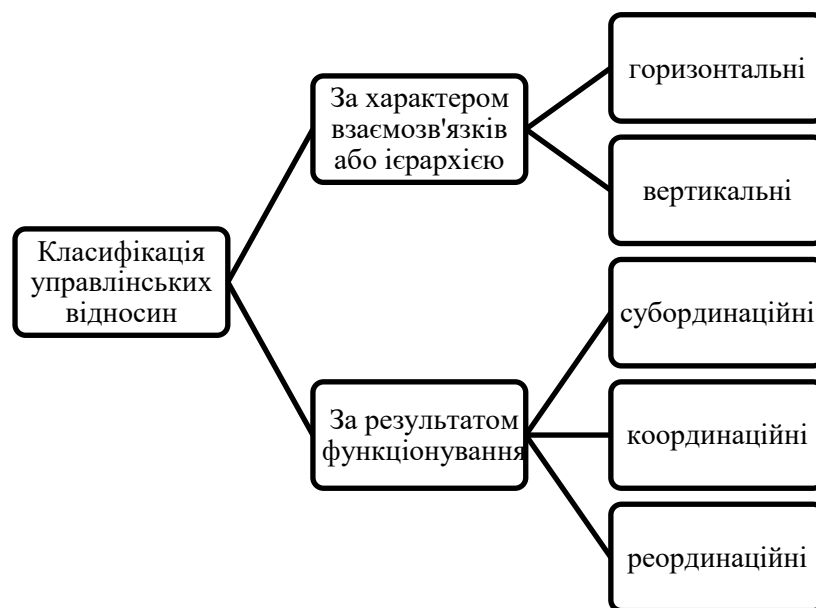 Класифікація
управлінських
відносин
За характером
взаємозв'язків
або ієрархією
горизонтальні
вертикальні
За результатом
функціонування
субординаційні
координаційні
реординаційні